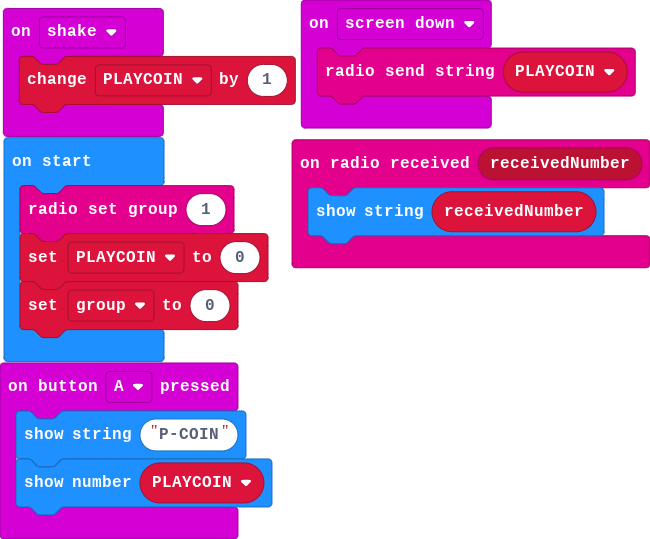 on shake
change PLAYCOIN by 1
on start
radio set group 1
set PLAYCOIN to 0
set group to 0
on button A pressed
show string "P-COIN"
show number PLAYCOIN
on screen down
radio send string PLAYCOIN
on radio received receivedNumber
show string receivedNumber